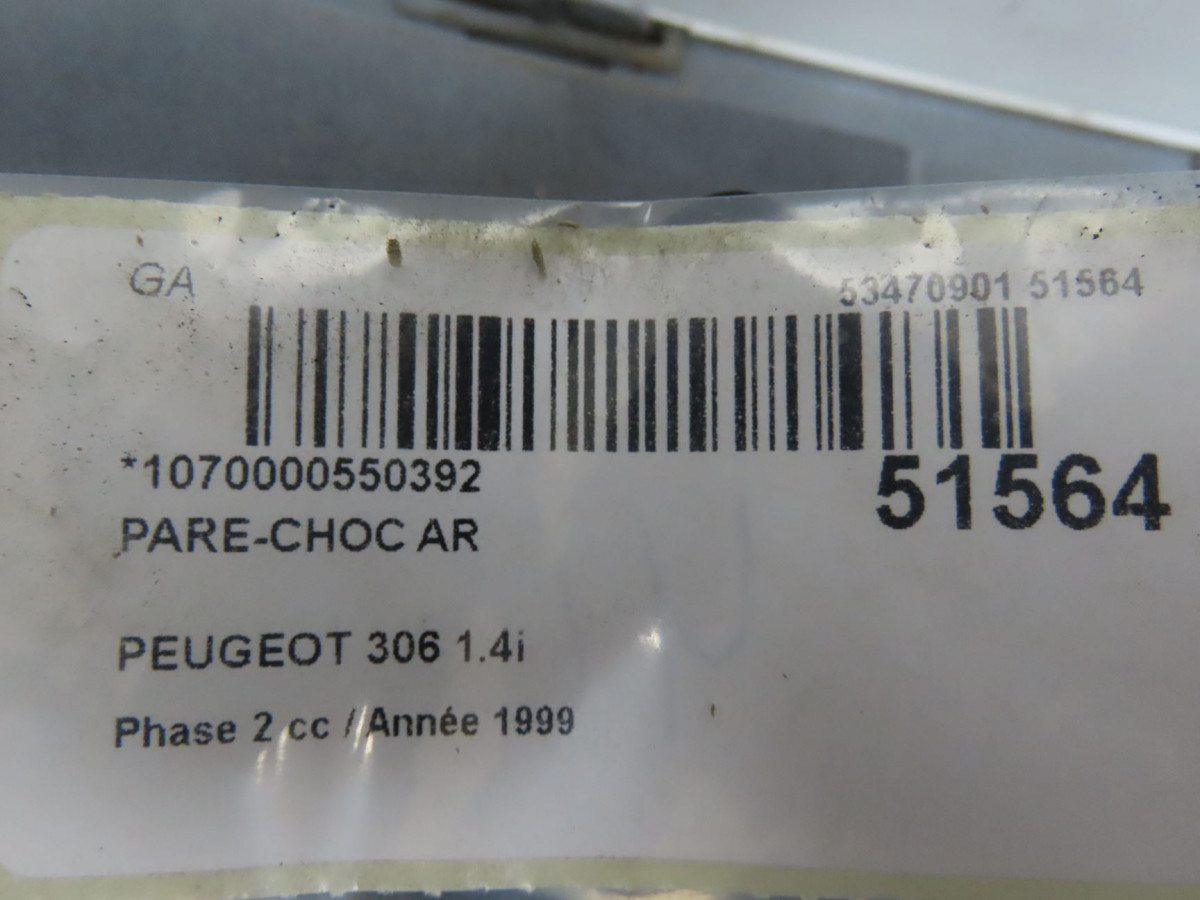 GA 53470901 51564
*1070000550392
51564
PARE-CHOC AR
PEUGEOT 306 1.4i
Phase 2 cc / Année 1999